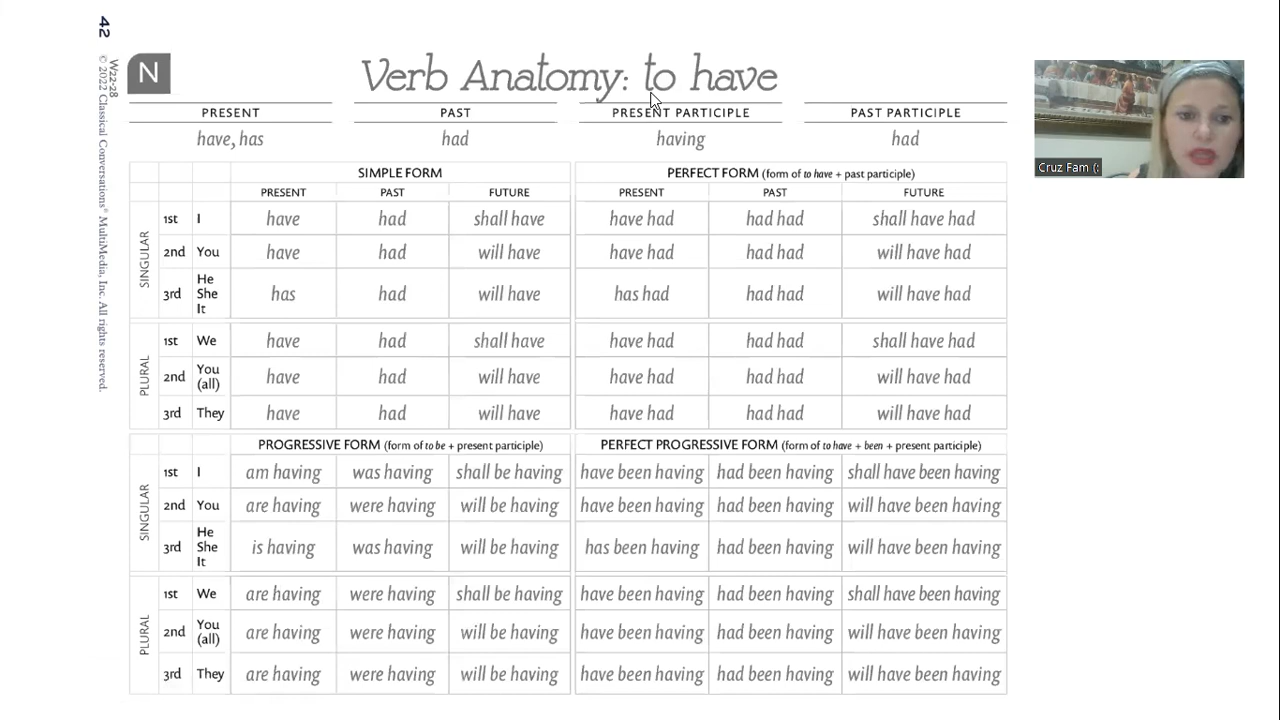 42
W22-28
© 2022 Classical Conversations® MultiMedia, Inc. All rights reserved.
N
Verb Anatomy: to have
PRESENT PAST PRESENT PARTICIPLE PAST PARTICIPLE
have, has had having had
SIMPLE FORM PERFECT FORM (form of to have + past participle)
PRESENT PAST FUTURE PRESENT PAST FUTURE
SINGULAR
1st I have had shall have have had had had shall have had
2nd You have had will have have had had had will have had
3rd He She It has had will have has had had had will have had
PLURAL
1st We have had shall have have had had had shall have had
2nd You (all) have had will have have had had had will have had
3rd They have had will have have had had had will have had
PROGRESSIVE FORM (form of to be + present participle) PERFECT PROGRESSIVE FORM (form of to have + been + present participle)
SINGULAR
1st I am having was having shall be having have been having had been having shall have been having
2nd You are having were having will be having have been having had been having will have been having
3rd He She It is having was having will be having has been having had been having will have been having
PLURAL
1st We are having were having shall be having have been having had been having shall have been having
2nd You (all) are having were having will be having have been having had been having will have been having
3rd They are having were having will be having have been having had been having will have been having
Cruz Fam (: